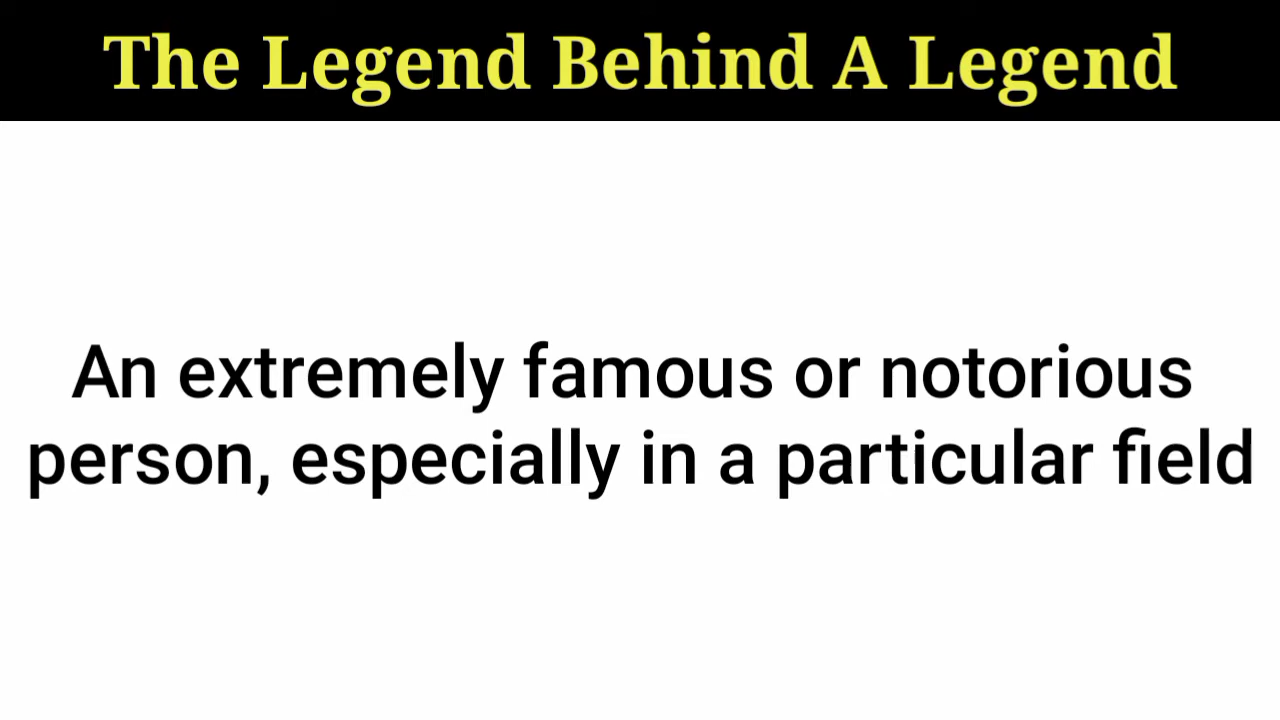 The Legend Behind A Legend
An extremely famous or notorious
person, especially in a particular field